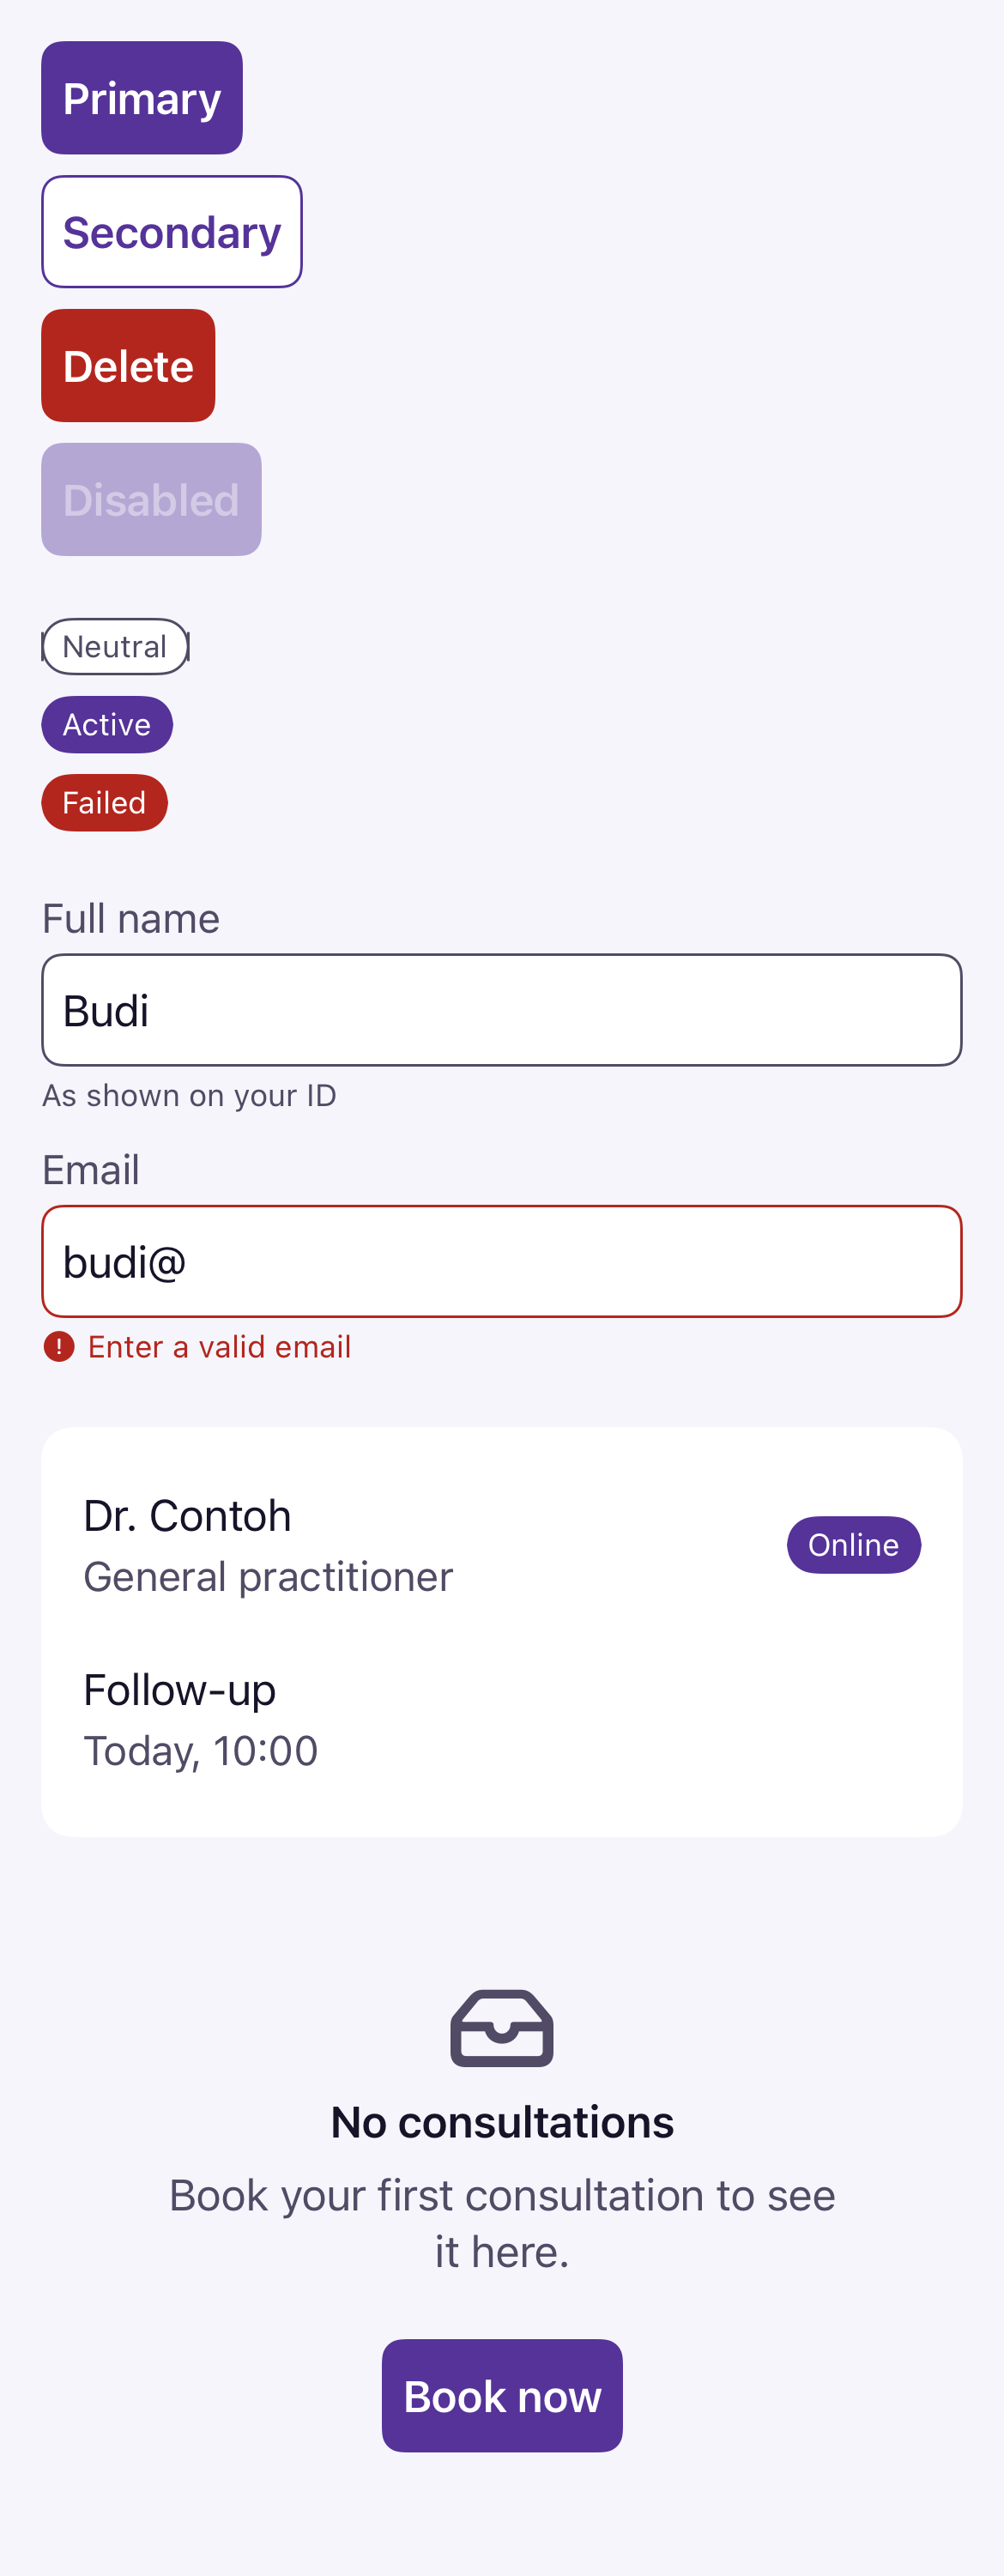 Primary
Secondary
Delete
Disabled
Neutral
Active
Failed
Full name
Budi
As shown on your ID
Email
budi@
! Enter a valid email
Dr. Contoh
General practitioner
Online
Follow-up
Today, 10:00
No consultations
Book your first consultation to see
it here.
Book now